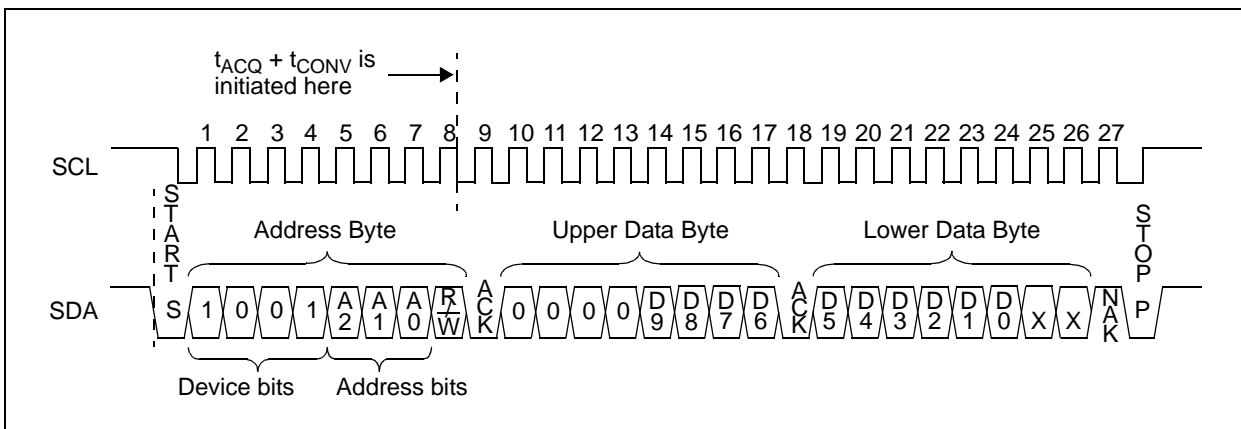 tACQ + tCONV is
initiated here
1 2 3 4 5 6 7 8 9 10 11 12 13 14 15 16 17 18 19 20 21 22 23 24 25 26 27
SCL
START
STOP
Address Byte Upper Data Byte Lower Data Byte
SDA
S 1 0 0 1 A2 A1 A0 R/W ACK 0 0 0 0 D9 D8 D7 D6 ACK D5 D4 D3 D2 D1 D0 X X NAK P
Device bits Address bits